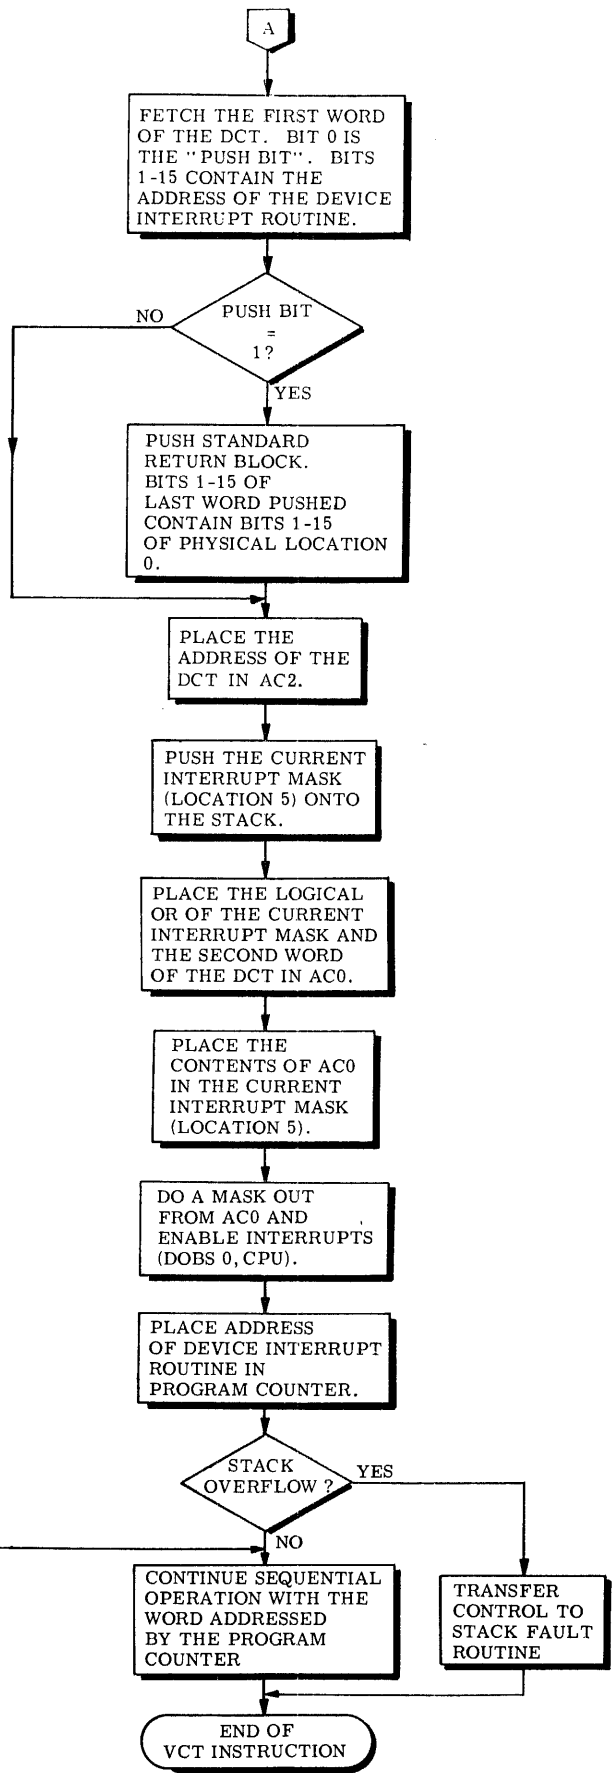 A
FETCH THE FIRST WORD
OF THE DCT. BIT 0 IS
THE "PUSH BIT". BITS
1-15 CONTAIN THE
ADDRESS OF THE DEVICE
INTERRUPT ROUTINE.
NO
PUSH BIT
=
1?
YES
PUSH STANDARD
RETURN BLOCK.
BITS 1-15 OF
LAST WORD PUSHED
CONTAIN BITS 1-15
OF PHYSICAL LOCATION
0.
PLACE THE
ADDRESS OF THE
DCT IN AC2.
PUSH THE CURRENT
INTERRUPT MASK
(LOCATION 5) ONTO
THE STACK.
PLACE THE LOGICAL
OR OF THE CURRENT
INTERRUPT MASK AND
THE SECOND WORD
OF THE DCT IN AC0.
PLACE THE
CONTENTS OF AC0
IN THE CURRENT
INTERRUPT MASK
(LOCATION 5).
DO A MASK OUT
FROM AC0 AND
ENABLE INTERRUPTS
(DOBS 0, CPU).
PLACE ADDRESS
OF DEVICE INTERRUPT
ROUTINE IN
PROGRAM COUNTER.
STACK
OVERFLOW ?
YES
NO
CONTINUE SEQUENTIAL
OPERATION WITH THE
WORD ADDRESSED
BY THE PROGRAM
COUNTER
TRANSFER
CONTROL TO
STACK FAULT
ROUTINE
END OF
VCT INSTRUCTION